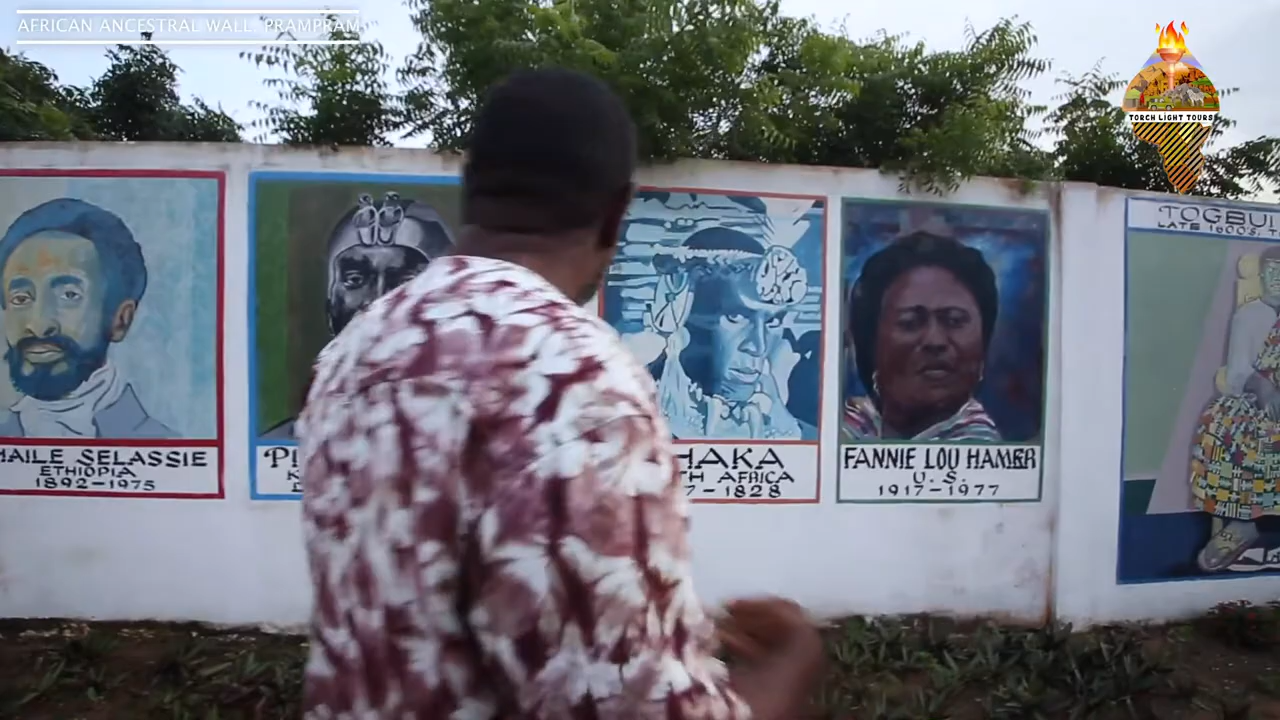 AFRICAN ANCESTRAL WALL, PRAMPRAM
TORCH LIGHT TOURS
HAILE SELASSIE
ETHIOPIA
1892-1975
PI
K
HAKA
TH AFRICA
7-1828
FANNIE LOU HAMER
U.S.
1917-1977
TOGBUI
LATE 1600S, T